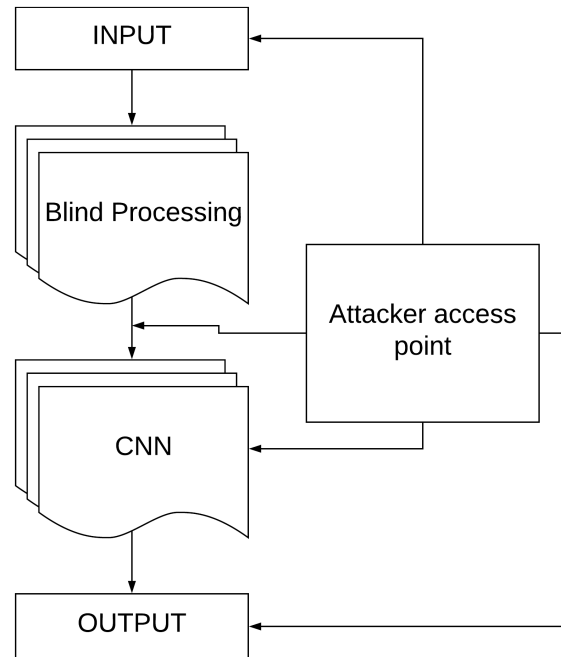 INPUT
Blind Processing
Attacker access
point
CNN
OUTPUT